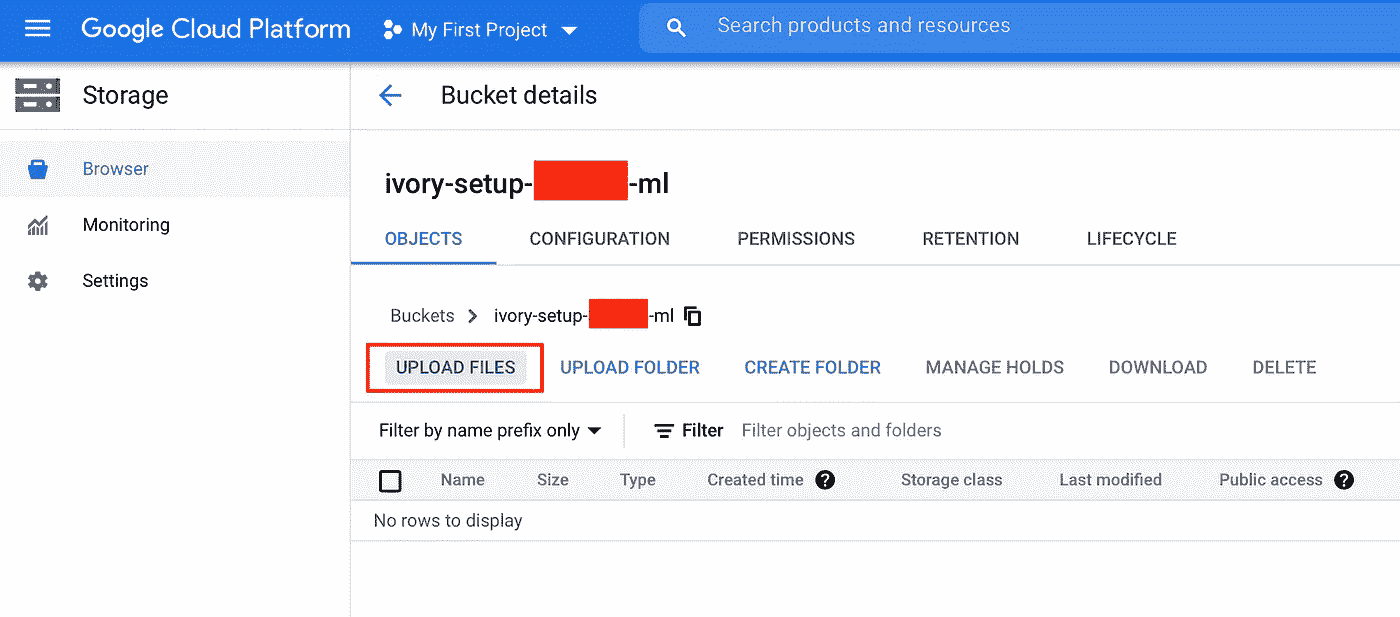 Google Cloud Platform My First Project Search products and resources
Storage Bucket details
Browser
Monitoring
Settings
ivory-setup- -ml
OBJECTS CONFIGURATION PERMISSIONS RETENTION LIFECYCLE
Buckets > ivory-setup- -ml
UPLOAD FILES UPLOAD FOLDER CREATE FOLDER MANAGE HOLDS DOWNLOAD DELETE
Filter by name prefix only Filter Filter objects and folders
Name Size Type Created time ? Storage class Last modified Public access ?
No rows to display